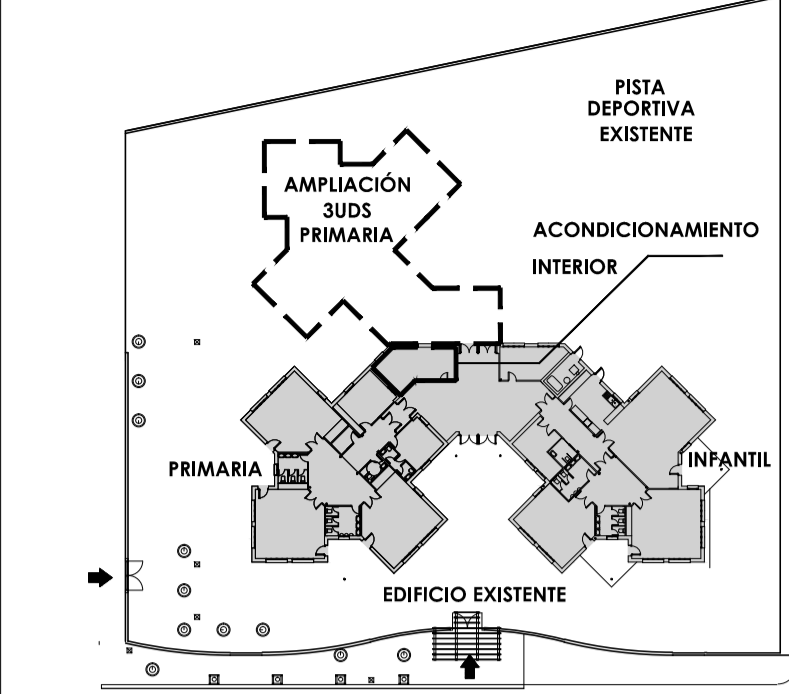 PISTA
DEPORTIVA
EXISTENTE
AMPLIACIÓN
3UDS
PRIMARIA
ACONDICIONAMIENTO
INTERIOR
PRIMARIA
INFANTIL
EDIFICIO EXISTENTE